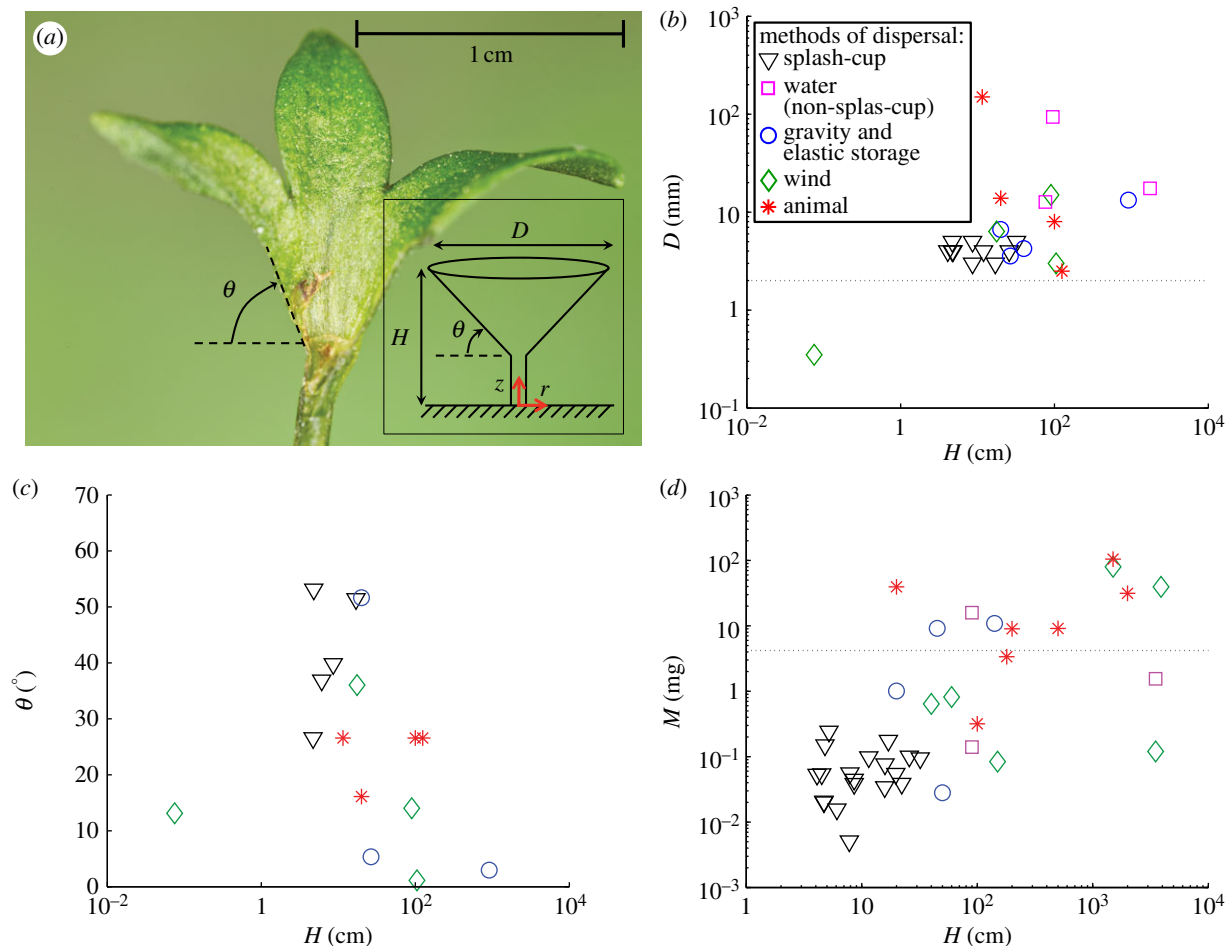 (a)
1 cm
θ
D
H
θ
z
r
(b)
methods of dispersal:
splash-cup
water
(non-splas-cup)
gravity and
elastic storage
wind
animal
10³
10²
10
1
10⁻¹
D (mm)
10⁻²
1
10²
10⁴
H (cm)
(c)
70
60
50
40
30
20
10
0
θ (°)
10⁻²
1
10²
10⁴
H (cm)
(d)
10³
10²
10
1
10⁻¹
10⁻²
10⁻³
M (mg)
1
10
10²
10³
10⁴
H (cm)